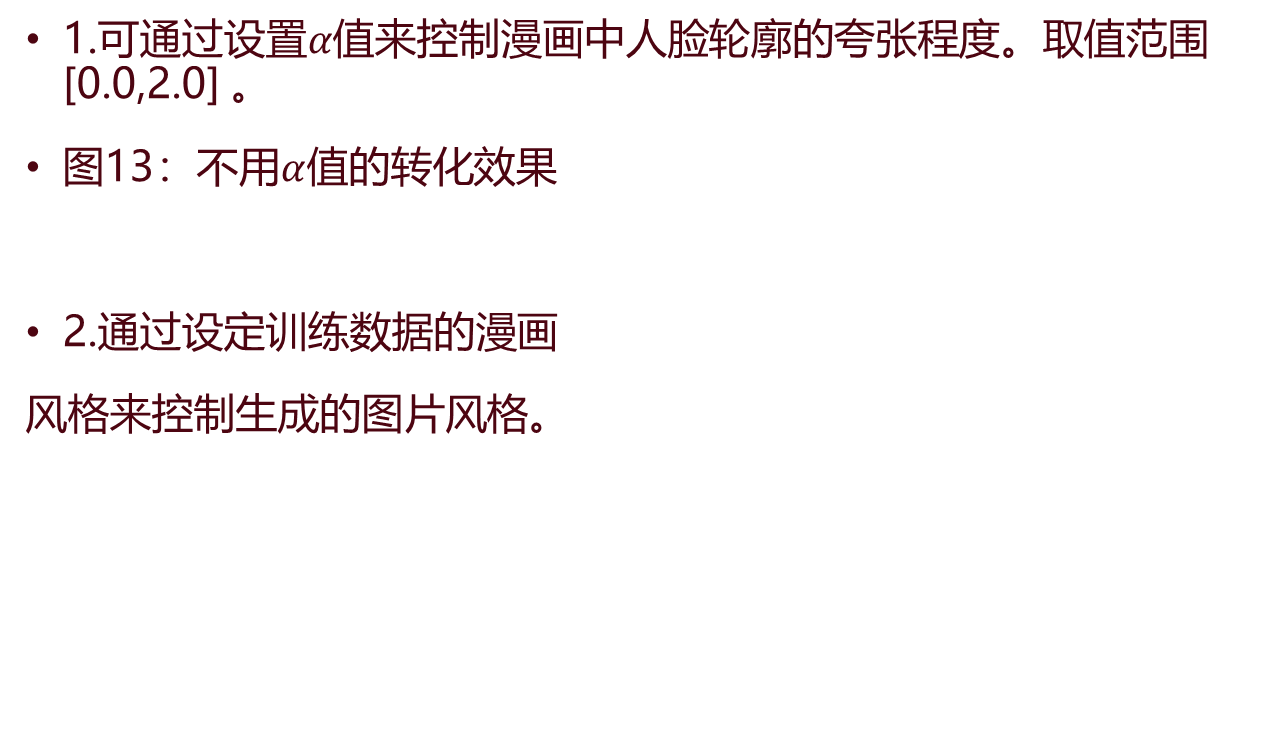 • 1.可通过设置𝛼值来控制漫画中人脸轮廓的夸张程度。取值范围
[0.0,2.0] 。
• 图13：不用𝛼值的转化效果
• 2.通过设定训练数据的漫画
风格来控制生成的图片风格。